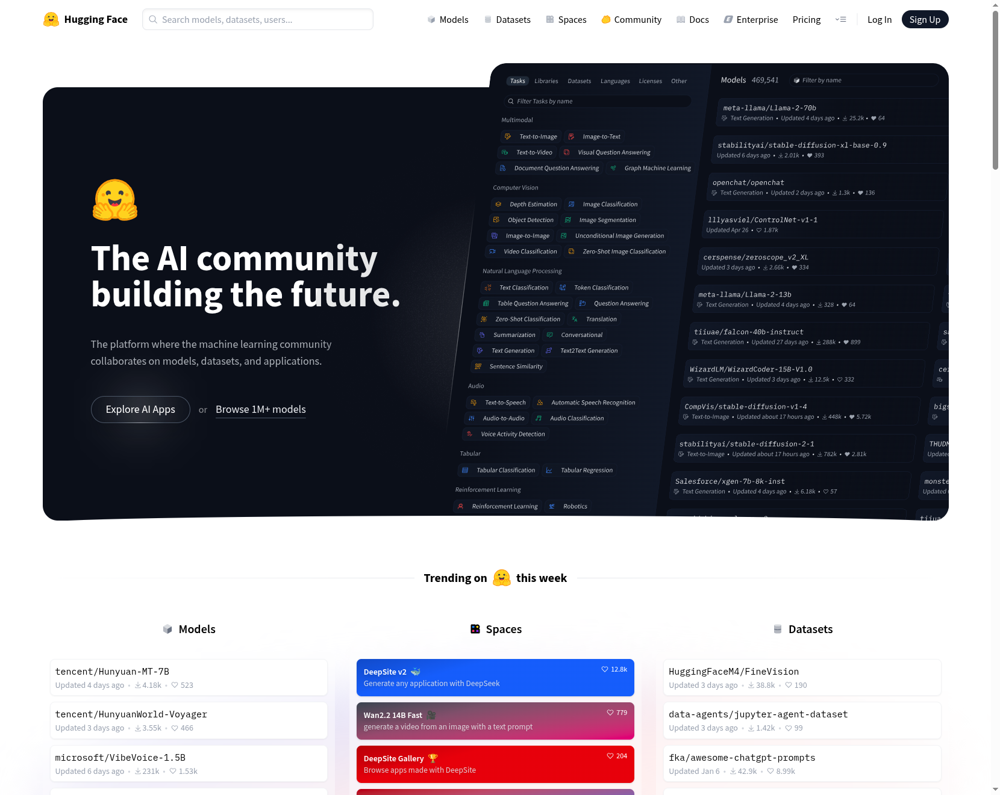 Hugging Face
Search models, datasets, users...
Models
Datasets
Spaces
Community
Docs
Enterprise
Pricing
Log In
Sign Up
The AI community
building the future.
The platform where the machine learning community
collaborates on models, datasets, and applications.
Explore AI Apps or Browse 1M+ models
Tasks Libraries Datasets Languages Licenses Other
Filter Tasks by name
Multimodal
Text-to-Image Image-to-Text
Text-to-Video Visual Question Answering
Document Question Answering Graph Machine Learning
Computer Vision
Depth Estimation Image Classification
Object Detection Image Segmentation
Image-to-Image Unconditional Image Generation
Video Classification Zero-Shot Image Classification
Natural Language Processing
Text Classification Token Classification
Table Question Answering Question Answering
Zero-Shot Classification Translation
Summarization Conversational
Text Generation Text2Text Generation
Sentence Similarity
Audio
Text-to-Speech Automatic Speech Recognition
Audio-to-Audio Audio Classification
Voice Activity Detection
Tabular
Tabular Classification Tabular Regression
Reinforcement Learning
Reinforcement Learning Robotics
Models 469,541 Filter by name
meta-llama/Llama-2-70b
Text Generation • Updated 4 days ago • 25.2k • 64
stabilityai/stable-diffusion-xl-base-0.9
Updated 6 days ago • 2.01k • 393
openchat/openchat
Text Generation • Updated 2 days ago • 1.3k • 136
lllyasviel/ControlNet-v1-1
Updated Apr 26 • 1.87k
cerspense/zeroscope_v2_XL
Updated 3 days ago • 2.66k • 334
meta-llama/Llama-2-13b
Text Generation • Updated 4 days ago • 328 • 64
tiiuae/falcon-40b-instruct
Text Generation • Updated 27 days ago • 288k • 899
WizardLM/WizardCoder-15B-V1.0
Text Generation • Updated 3 days ago • 12.5k • 332
CompVis/stable-diffusion-v1-4
Text-to-Image • Updated about 17 hours ago • 448k • 5.72k
stabilityai/stable-diffusion-2-1
Text-to-Image • Updated about 17 hours ago • 782k • 2.81k
Salesforce/xgen-7b-8k-inst
Text Generation • Updated 4 days ago • 6.18k • 57
Trending on this week
Models
tencent/Hunyuan-MT-7B
Updated 4 days ago • 4.18k • 523
tencent/HunyuanWorld-Voyager
Updated 3 days ago • 3.55k • 466
microsoft/VibeVoice-1.5B
Updated 6 days ago • 231k • 1.53k
Spaces
DeepSite v2 12.8k
Generate any application with DeepSeek
Wan2.2 14B Fast 779
generate a video from an image with a text prompt
DeepSite Gallery 204
Browse apps made with DeepSite
Datasets
HuggingFaceM4/FineVision
Updated 3 days ago • 38.8k • 190
data-agents/jupyter-agent-dataset
Updated 3 days ago • 1.42k • 99
fka/awesome-chatgpt-prompts
Updated Jan 6 • 42.9k • 8.99k